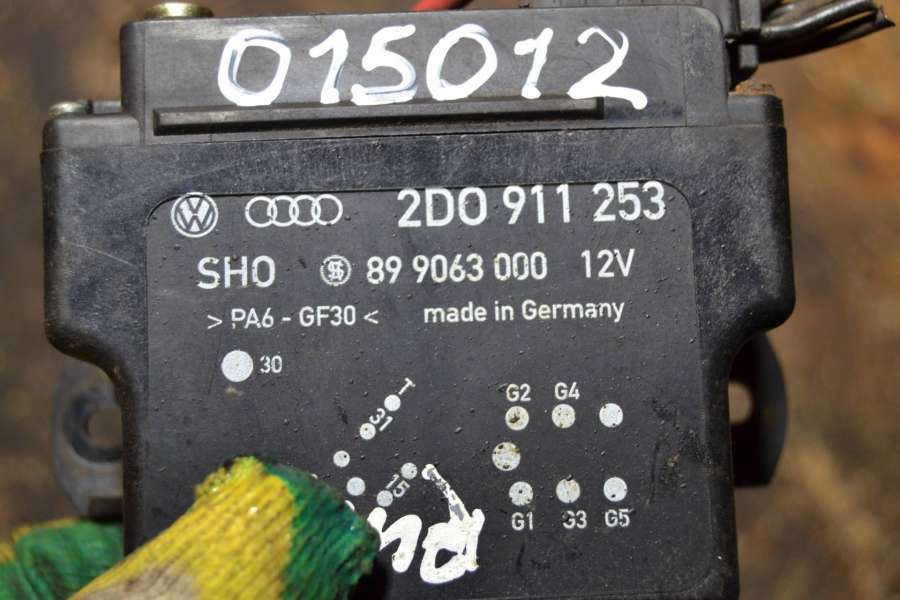 015012
2D0 911 253
SHO 89 9063 000 12V
>PA6-GF30< made in Germany
30
T
31
15
G2 G4
G1 G3 G5